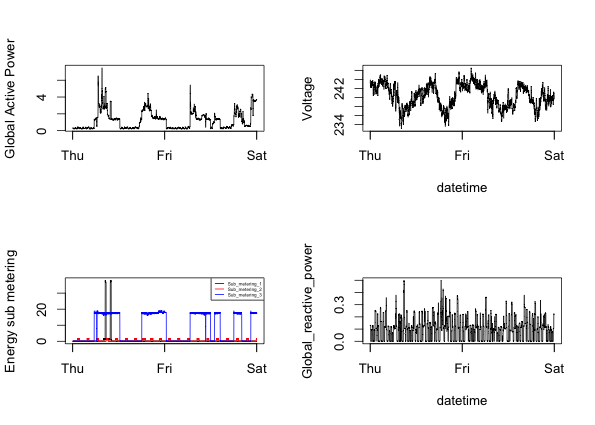 Global Active Power
4
0
Thu Fri Sat
Voltage
242
234
Thu Fri Sat
datetime
Energy sub metering
20
0
Sub_metering_1
Sub_metering_2
Sub_metering_3
Thu Fri Sat
Global_reactive_power
0.3
0.0
Thu Fri Sat
datetime